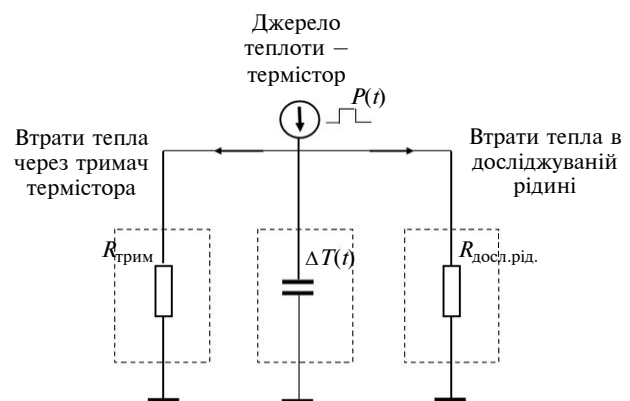 Джерело
теплоти –
термістор
P(t)
Втрати тепла
через тримач
термістора
Втрати тепла в
досліджуваній
рідині
Rтрим
ΔT(t)
Rдосл.рід.